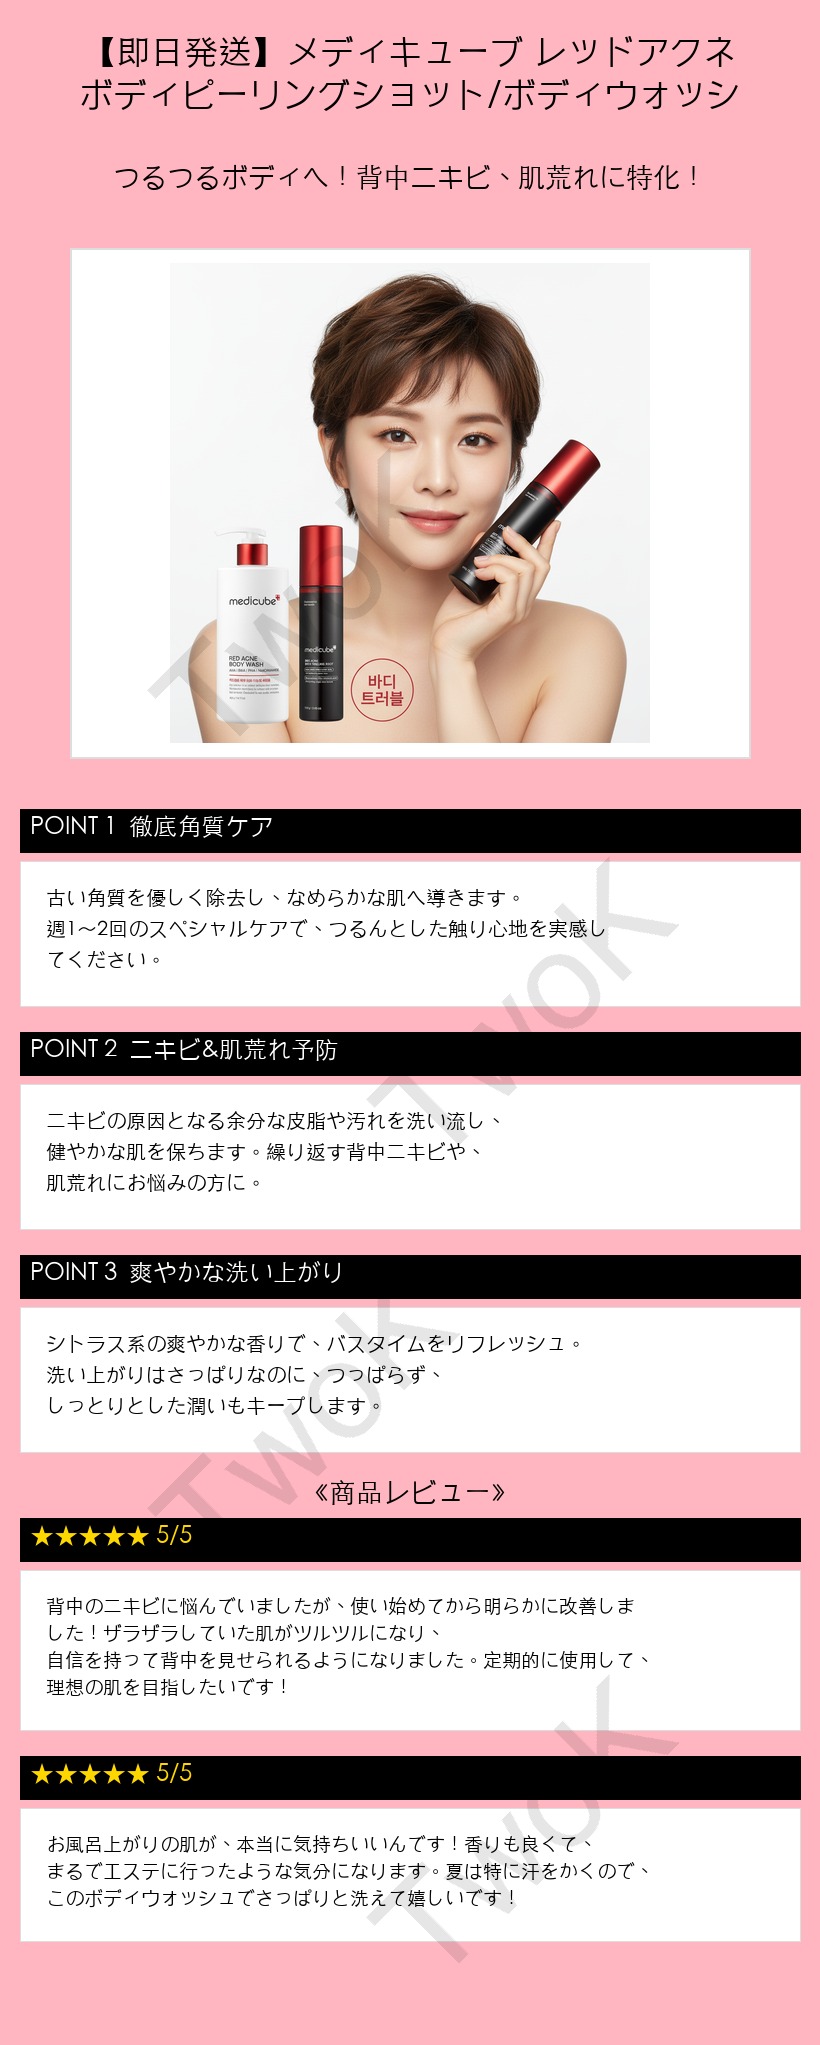 【即日発送】メディキューブ レッドアクネ
ボディピーリングショット/ボディウォッシ
つるつるボディへ！背中ニキビ、肌荒れに特化！
medicube
RED ACNE
BODY WASH
medicube
바디
트러블
POINT 1 徹底角質ケア
古い角質を優しく除去し、なめらかな肌へ導きます。
週1〜2回のスペシャルケアで、つるんとした触り心地を実感し
てください。
POINT 2 ニキビ&肌荒れ予防
ニキビの原因となる余分な皮脂や汚れを洗い流し、
健やかな肌を保ちます。繰り返す背中ニキビや、
肌荒れにお悩みの方に。
POINT 3 爽やかな洗い上がり
シトラス系の爽やかな香りで、バスタイムをリフレッシュ。
洗い上がりはさっぱりなのに、つっぱらず、
しっとりとした潤いもキープします。
《商品レビュー》
★★★★★ 5/5
背中のニキビに悩んでいましたが、使い始めてから明らかに改善しま
した！ザラザラしていた肌がツルツルになり、
自信を持って背中を見せられるようになりました。定期的に使用して、
理想の肌を目指したいです！
★★★★★ 5/5
お風呂上がりの肌が、本当に気持ちいいんです！香りも良くて、
まるでエステに行ったような気分になります。夏は特に汗をかくので、
このボディウォッシュでさっぱりと洗えて嬉しいです！
TwoK
TwoK
TwoK
TwoK